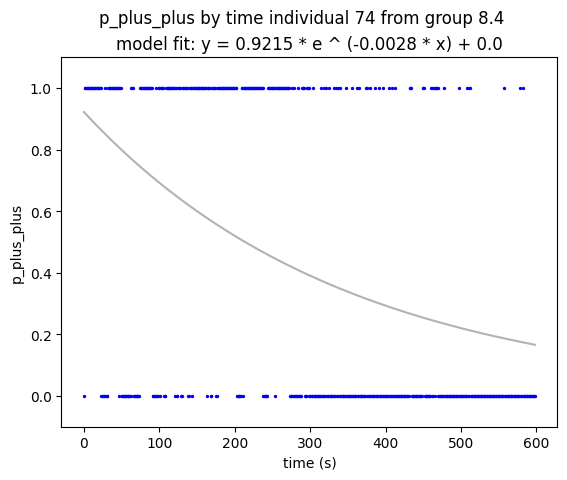 p_plus_plus by time individual 74 from group 8.4
model fit: y = 0.9215 * e ^ (-0.0028 * x) + 0.0
1.0
0.8
0.6
0.4
0.2
0.0
p_plus_plus
0 100 200 300 400 500 600
time (s)